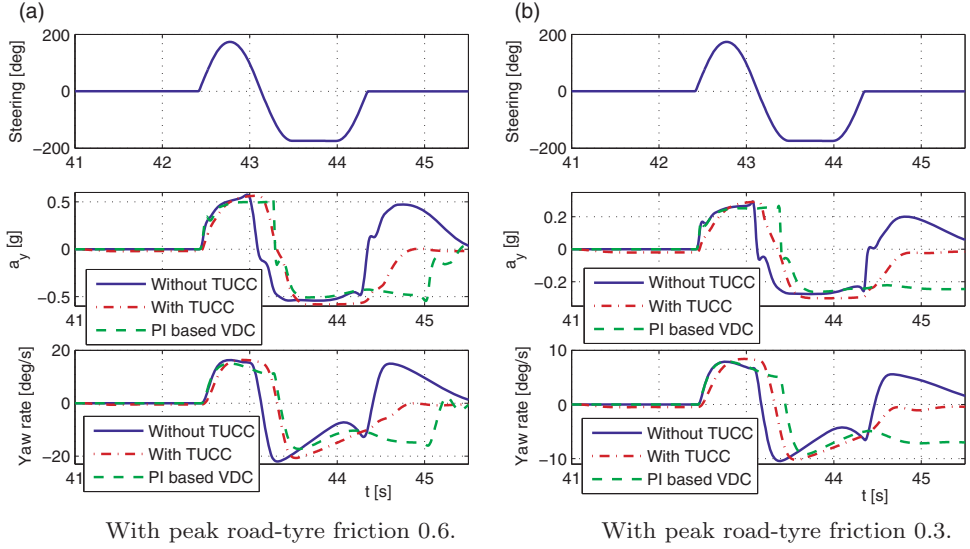 (a)
Steering [deg]
200
0
−200
41 42 43 44 45
a_y [g]
0.5
0
−0.5
41 44 45
Without TUCC
With TUCC
PI based VDC
Yaw rate [deg/s]
20
0
−20
41 44 45
Without TUCC
With TUCC
PI based VDC
t [s]
With peak road-tyre friction 0.6.
(b)
Steering [deg]
200
0
−200
41 42 43 44 45
a_y [g]
0.2
0
−0.2
41 44 45
Without TUCC
With TUCC
PI based VDC
Yaw rate [deg/s]
10
0
−10
41 44 45
Without TUCC
With TUCC
PI based VDC
t [s]
With peak road-tyre friction 0.3.